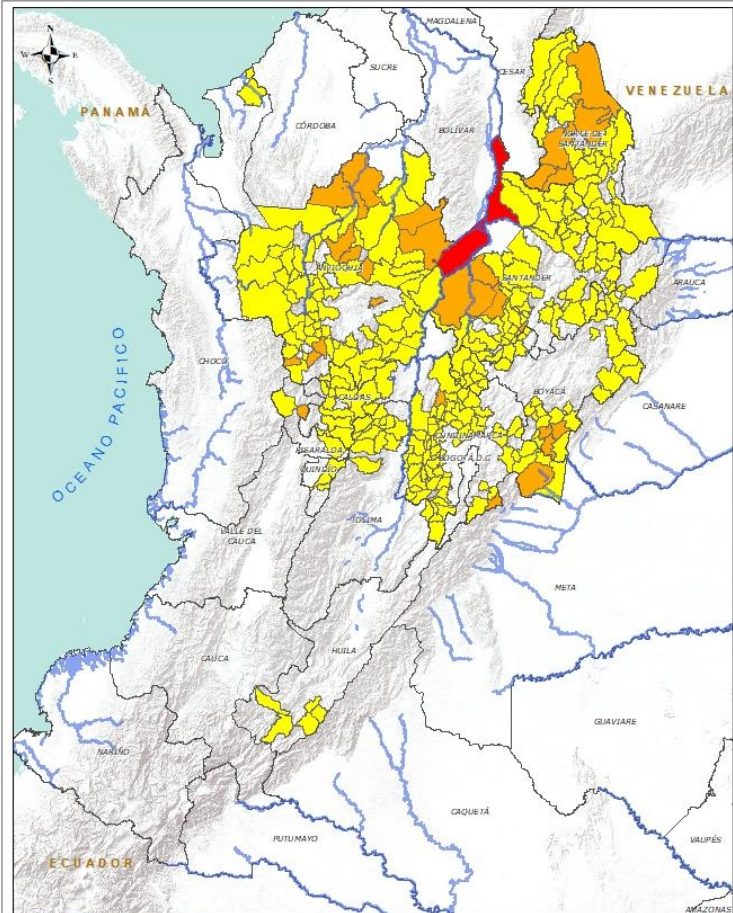 MAGDALENA
N
W E
S
SUCRE
CESAR
VENEZUELA
PANAMÁ
CÓRDOBA
BOLÍVAR
NORTE DE
SANTANDER
ANTIOQUIA
SANTANDER
ARAUCA
CHOCÓ
BOYACÁ
CALDAS
CASANARE
OCEANO PACIFICO
CUNDINAMARCA
RISARALDA
BOGOTÁ, D.C.
QUINDÍO
TOLIMA
VALLE DEL
CAUCA
META
HUILA
CAUCA
GUAVIARE
NARIÑO
CAQUETÁ
PUTUMAYO
VAUPÉS
ECUADOR
AMAZONAS